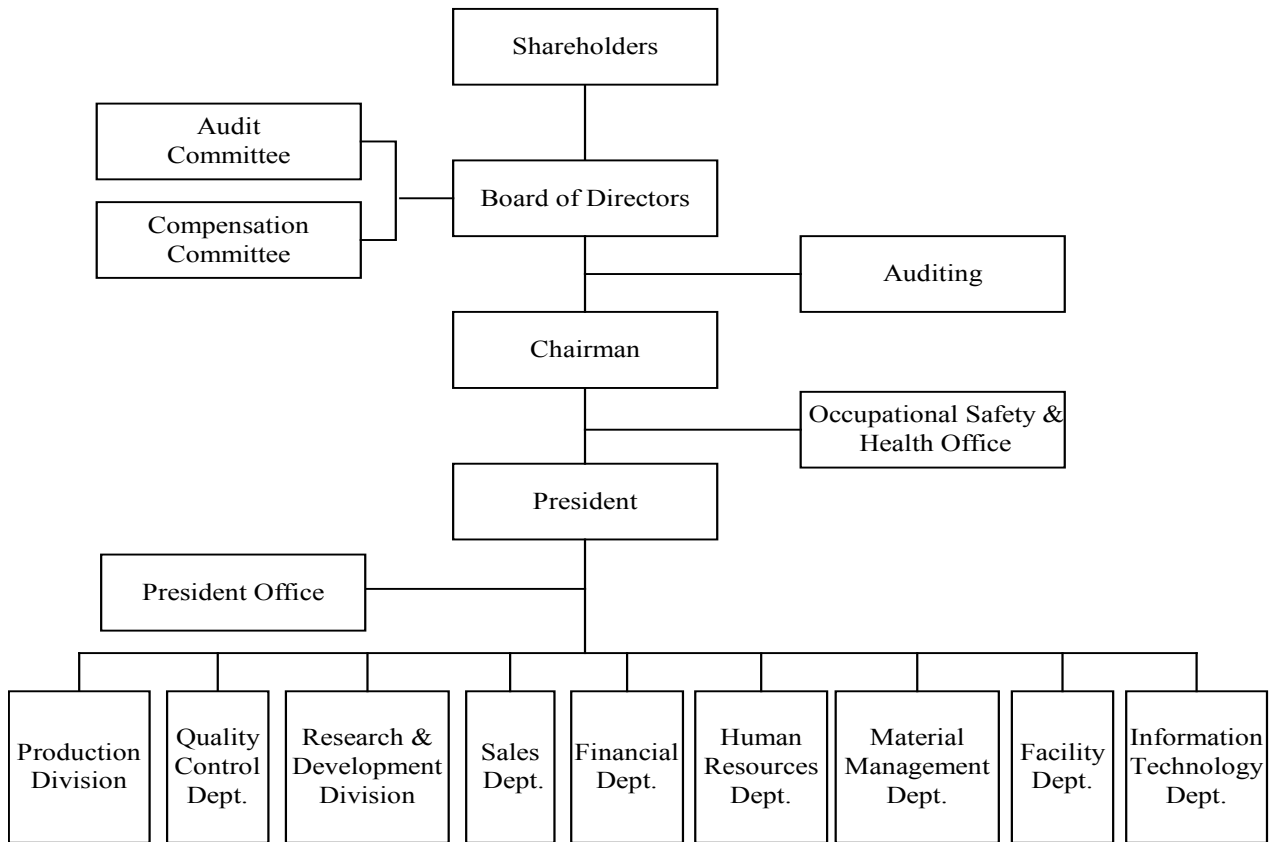 Shareholders
Audit
Committee
Board of Directors
Compensation
Committee
Auditing
Chairman
Occupational Safety &
Health Office
President
President Office
Production
Division
Quality
Control
Dept.
Research &
Development
Division
Sales
Dept.
Financial
Dept.
Human
Resources
Dept.
Material
Management
Dept.
Facility
Dept.
Information
Technology
Dept.